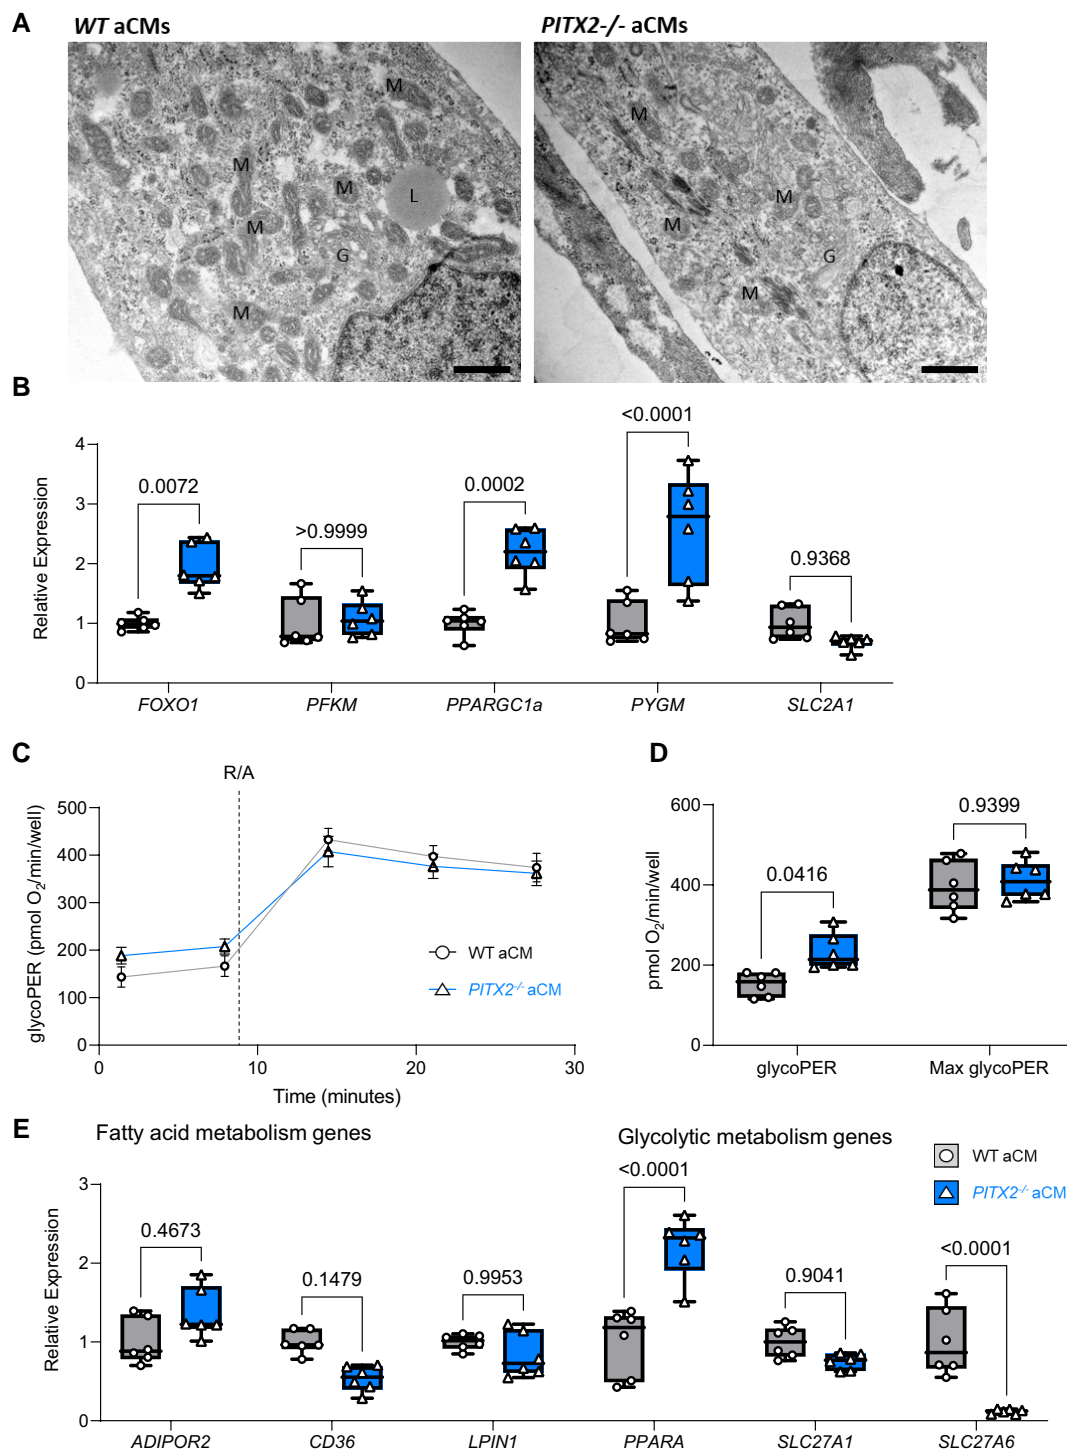 A
WT aCMs
PITX2-/- aCMs
M
M
M
L
M
G
M
M
M
M
G
M
B
Relative Expression
4
3
2
1
0
0.0072
>0.9999
0.0002
<0.0001
0.9368
FOXO1
PFKM
PPARGC1a
PYGM
SLC2A1
C
R/A
glycoPER (pmol O2/min/well)
500
400
300
200
100
0
WT aCM
PITX2-/- aCM
0
10
20
30
Time (minutes)
D
pmol O2/min/well
600
400
200
0
0.0416
0.9399
glycoPER
Max glycoPER
E
Fatty acid metabolism genes
Glycolytic metabolism genes
WT aCM
PITX2-/- aCM
Relative Expression
3
2
1
0
0.4673
0.1479
0.9953
<0.0001
0.9041
<0.0001
ADIPOR2
CD36
LPIN1
PPARA
SLC27A1
SLC27A6